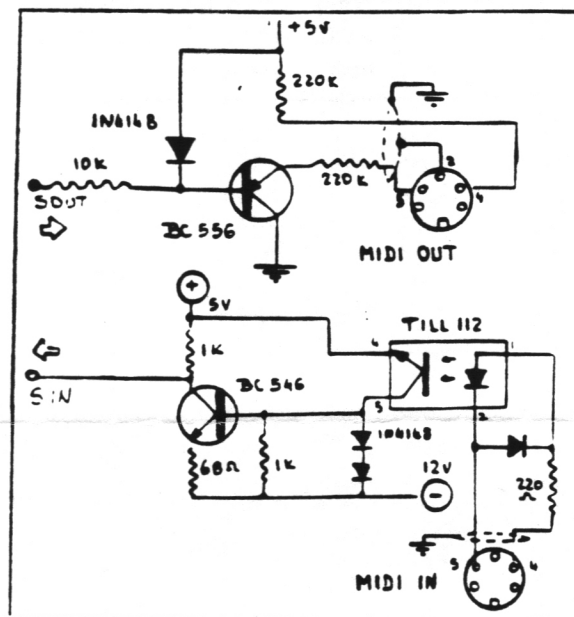 +5V
220K
1N4148
10K
SOUT
220K
2
5
4
BC 556
MIDI OUT
+
5V
TILL 112
4
1
1K
BC 546
SIN
5
1N4148
2
68Ω
1K
12V
−
220
Ω
5
4
MIDI IN